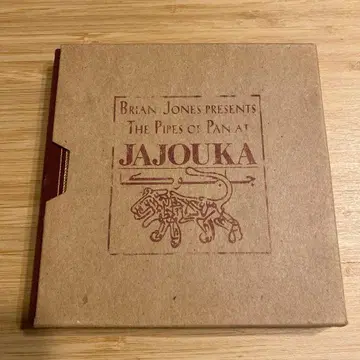 BRIAN JONES PRESENTS
THE PIPES OF PAN AT
JAJOUKA